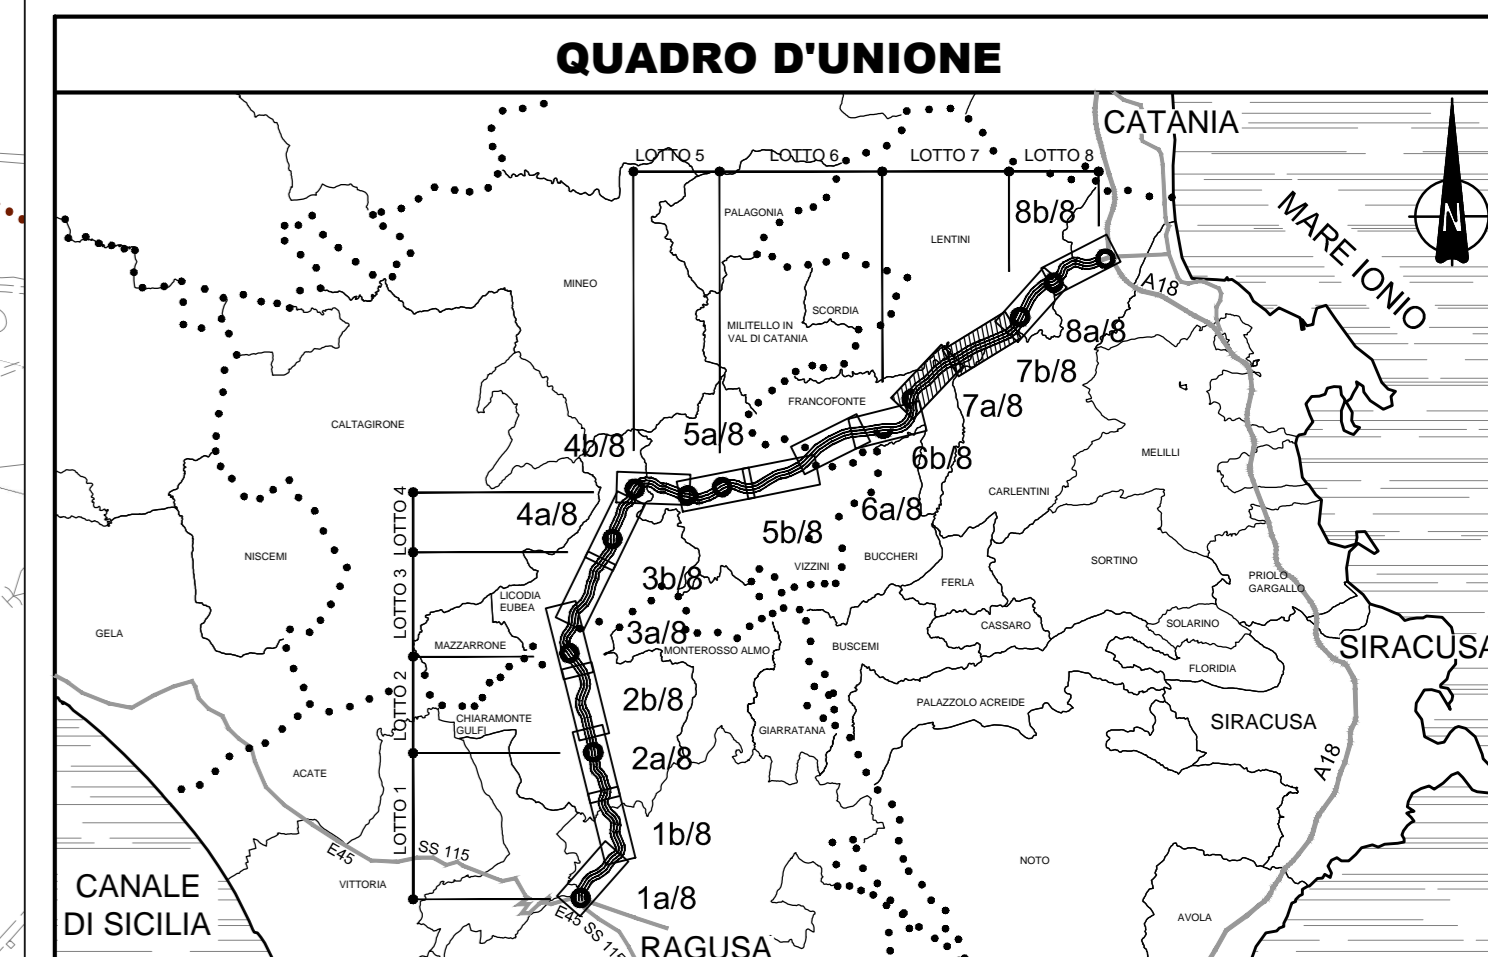 QUADRO D'UNIONE
CATANIA
LOTTO 5
LOTTO 6
LOTTO 7
LOTTO 8
N
MARE IONIO
PALAGONIA
8b/8
LENTINI
MINEO
A18
SCORDIA
MILITELLO IN
VAL DI CATANIA
8a/8
7b/8
FRANCOFONTE
7a/8
CALTAGIRONE
5a/8
4b/8
6b/8
MELILLI
CARLENTINI
LOTTO 4
4a/8
6a/8
5b/8
NISCEMI
VIZZINI
BUCCHERI
SORTINO
FERLA
PRIOLO
GARGALLO
3b/8
LOTTO 3
LICODIA
EUBEA
GELA
MAZZARRONE
3a/8
MONTEROSSO ALMO
BUSCEMI
CASSARO
SOLARINO
SIRACUSA
FLORIDIA
LOTTO 2
2b/8
PALAZZOLO ACREIDE
CHIARAMONTE
GULFI
GIARRATANA
SIRACUSA
2a/8
A18
ACATE
LOTTO 1
1b/8
E45
SS 115
NOTO
VITTORIA
CANALE
DI SICILIA
1a/8
E45 SS 115
AVOLA
RAGUSA